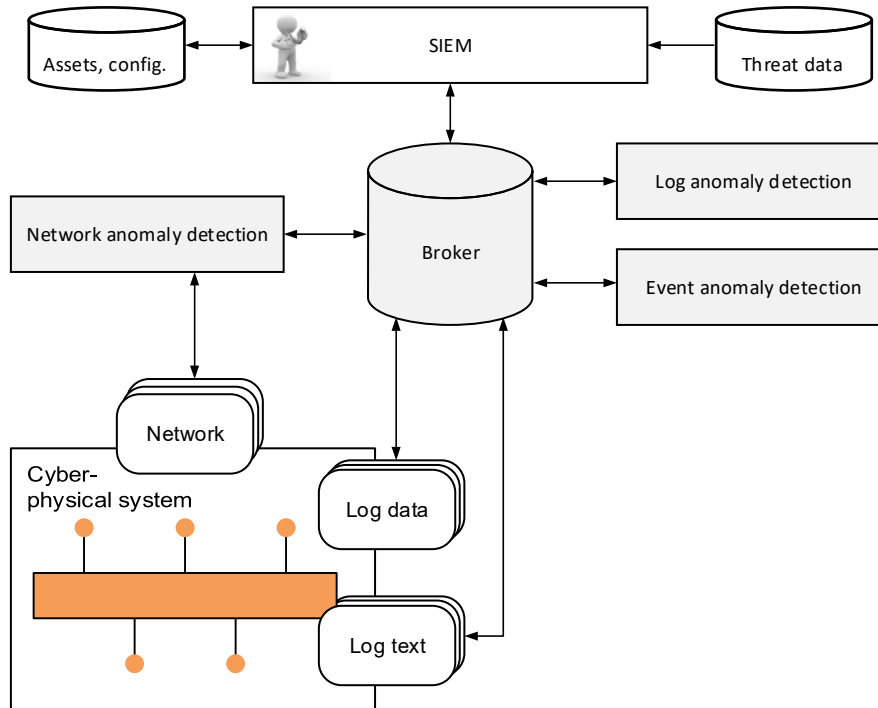 Assets, config.
SIEM
Threat data
Log anomaly detection
Network anomaly detection
Broker
Event anomaly detection
Network
Cyber-
physical system
Log data
Log text